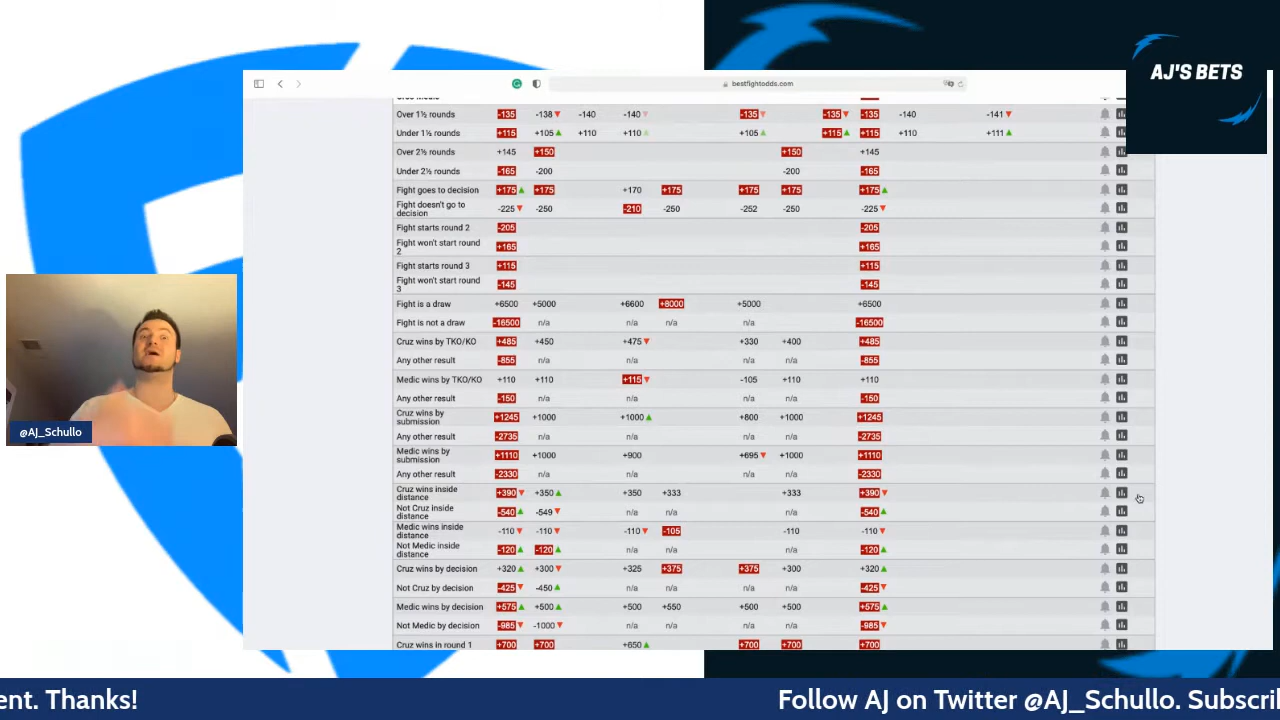 bestfightodds.com
AJ'S BETS
Over 1½ rounds -135 -138▼ -140 -140▼ -135▼ -135▼ -135 -140 -141▼
Under 1½ rounds +115 +105▲ +110 +110▲ +105▲ +115▲ +115 +110 +111▲
Over 2½ rounds +145 +150 +150 +145
Under 2½ rounds -165 -200 -200 -165
Fight goes to decision +175▲ +175 +170 +175 +175 +175 +175▲
Fight doesn't go to
decision -225▼ -250 -210 -250 -252 -250 -225▼
Fight starts round 2 -205 -205
Fight won't start round
2 +165 +165
Fight starts round 3 +115 +115
Fight won't start round
3 -145 -145
Fight is a draw +6500 +5000 +6600 +8000 +5000 +6500
Fight is not a draw -16500 n/a n/a n/a n/a -16500
Cruz wins by TKO/KO +485 +450 +475▼ +330 +400 +485
Any other result -855 n/a n/a n/a n/a -855
Medic wins by TKO/KO +110 +110 +115▼ -105 +110 +110
Any other result -150 n/a n/a n/a n/a -150
Cruz wins by
submission +1245 +1000 +1000▲ +800 +1000 +1245
Any other result -2735 n/a n/a n/a n/a -2735
Medic wins by
submission +1110 +1000 +900 +695▼ +1000 +1110
Any other result -2330 n/a n/a n/a n/a -2330
Cruz wins inside
distance +390▼ +350▲ +350 +333 +333 +390▼
Not Cruz inside
distance -540▲ -549▼ n/a n/a n/a -540▲
Medic wins inside
distance -110▼ -110▼ -110▼ -105 -110 -110▼
Not Medic inside
distance -120▲ -120▲ n/a n/a n/a -120▲
Cruz wins by decision +320▲ +300▼ +325 +375 +375 +300 +320▲
Not Cruz by decision -425▼ -450▲ n/a n/a n/a n/a -425▼
Medic wins by decision +575▲ +500▲ +500 +550 +500 +500 +575▲
Not Medic by decision -985▼ -1000▼ n/a n/a n/a n/a -985▼
Cruz wins in round 1 +700 +700 +650▲ +700 +700 +700
@AJ_Schullo
ent. Thanks! Follow AJ on Twitter @AJ_Schullo. Subscri